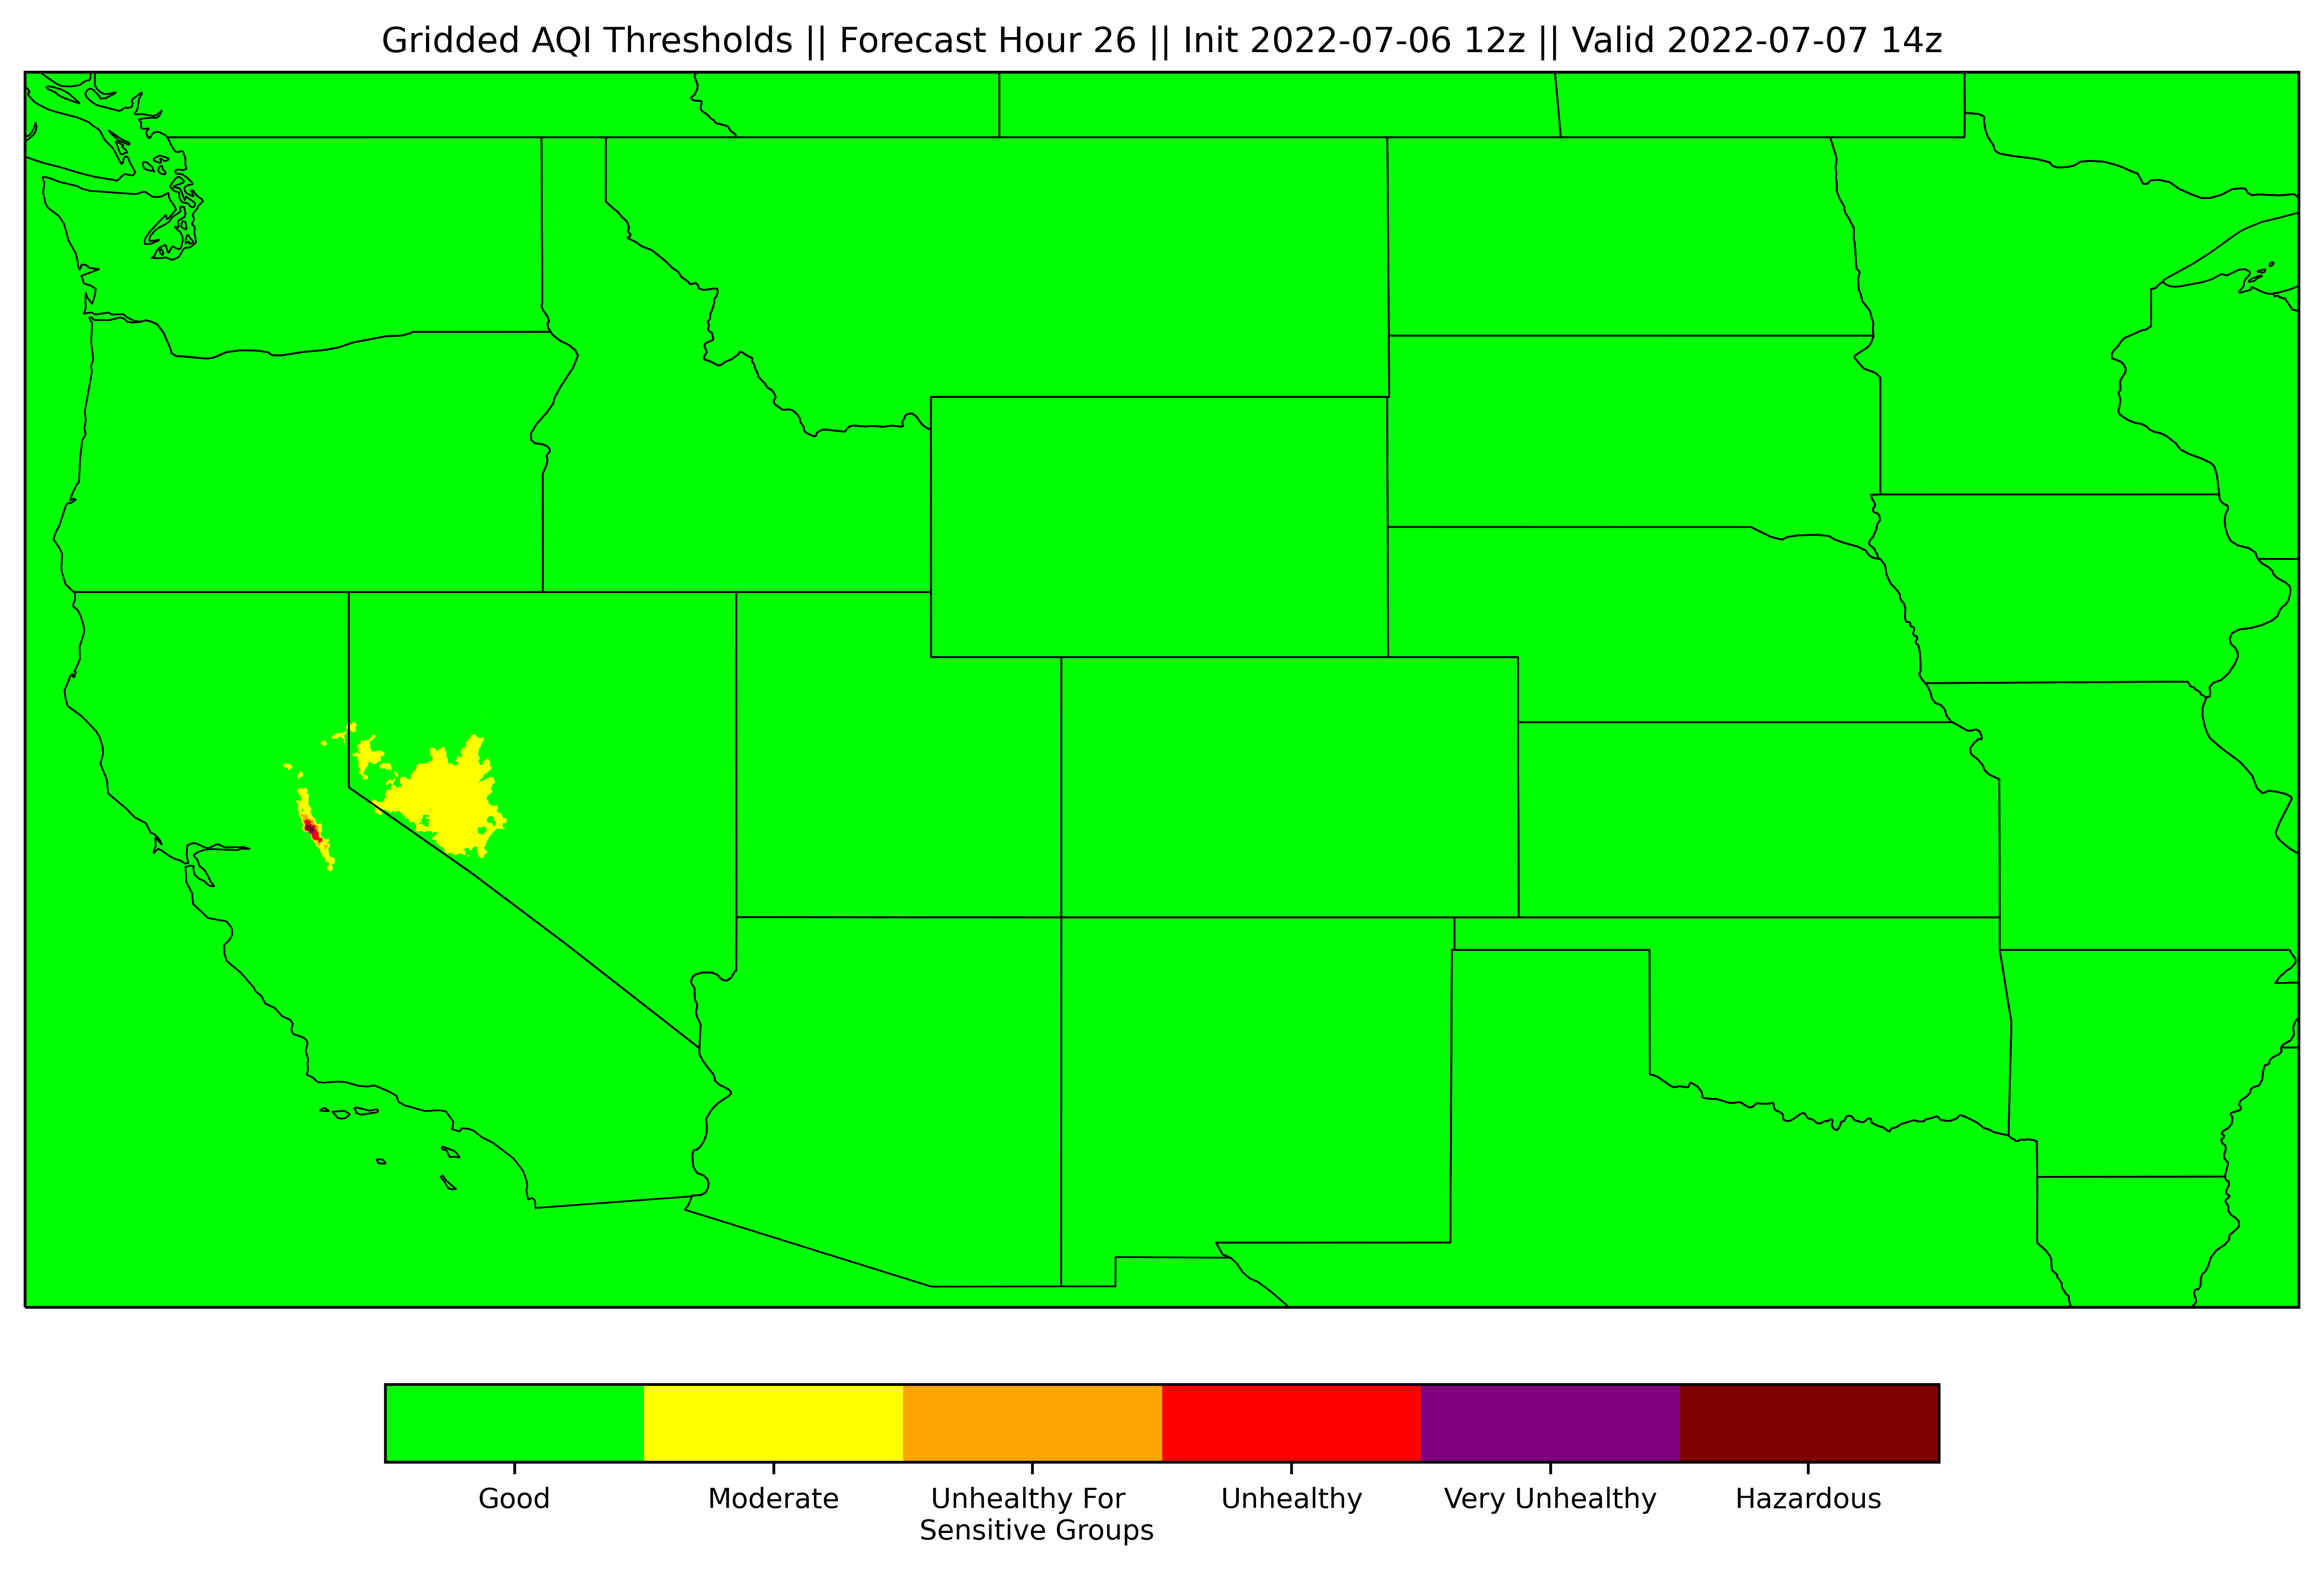 Gridded AQI Thresholds || Forecast Hour 26 || Init 2022-07-06 12z || Valid 2022-07-07 14z
Good
Moderate
Unhealthy For
Sensitive Groups
Unhealthy
Very Unhealthy
Hazardous